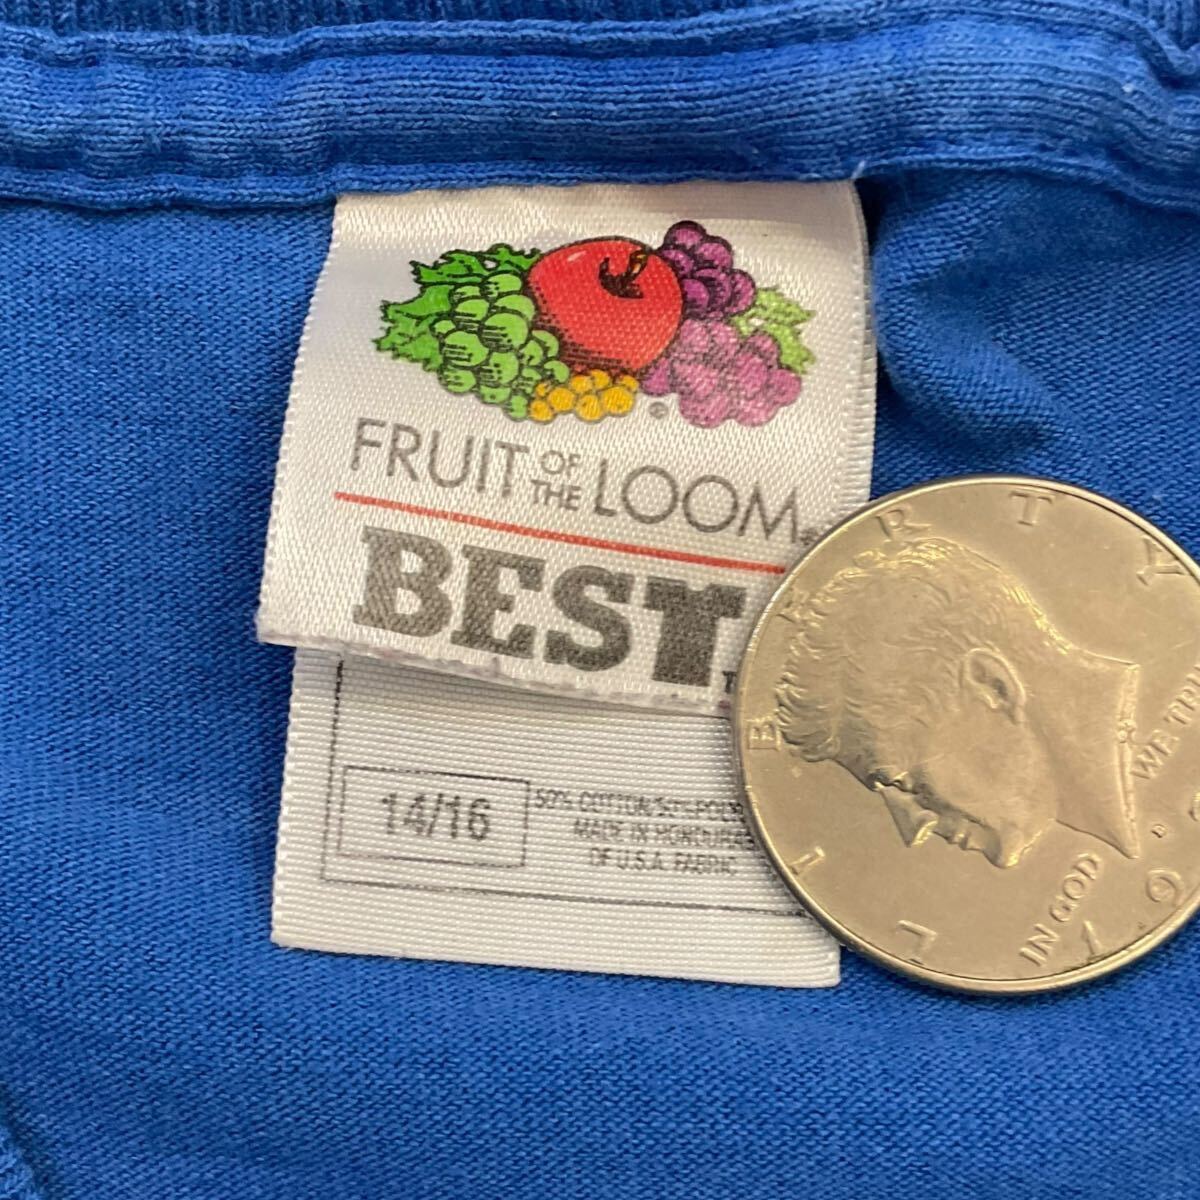 FRUIT OF THE LOOM
BEST
14/16
50% COTTON/50% POLY
MADE IN HONDURAS
OF U.S.A. FABRIC
LIBERTY
IN GOD WE TRUST
D
19